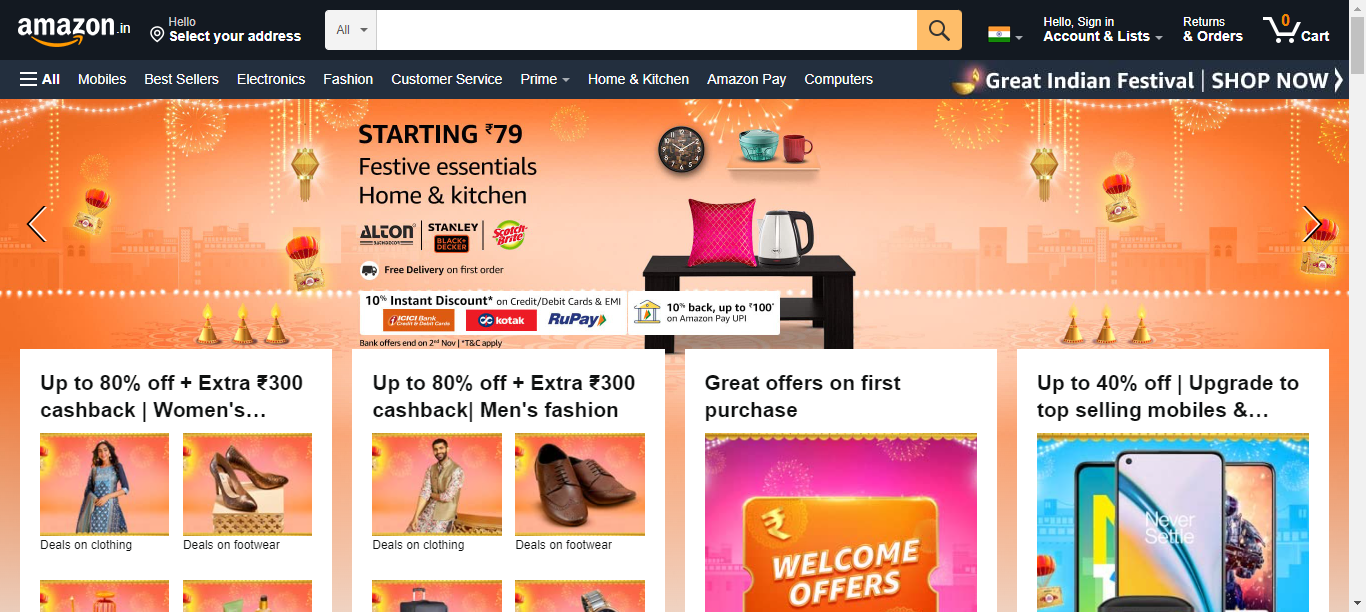 amazon.in
Hello
Select your address
All
Hello, Sign in
Account & Lists
Returns
& Orders
0
Cart
All
Mobiles
Best Sellers
Electronics
Fashion
Customer Service
Prime
Home & Kitchen
Amazon Pay
Computers
Great Indian Festival | SHOP NOW
STARTING ₹79
Festive essentials
Home & kitchen
ALTON
STANLEY
BLACK+
DECKER
Scotch-Brite
Free Delivery on first order
10% Instant Discount* on Credit/Debit Cards & EMI
ICICI Bank
Credit & Debit Cards
kotak
RuPay
10% back, up to ₹100*
on Amazon Pay UPI
Bank offers end on 2nd Nov | *T&C apply
Up to 80% off + Extra ₹300
cashback | Women's...
Deals on clothing
Deals on footwear
Up to 80% off + Extra ₹300
cashback| Men's fashion
Deals on clothing
Deals on footwear
Great offers on first
purchase
₹
WELCOME
OFFERS
Up to 40% off | Upgrade to
top selling mobiles &...
Never
Settle